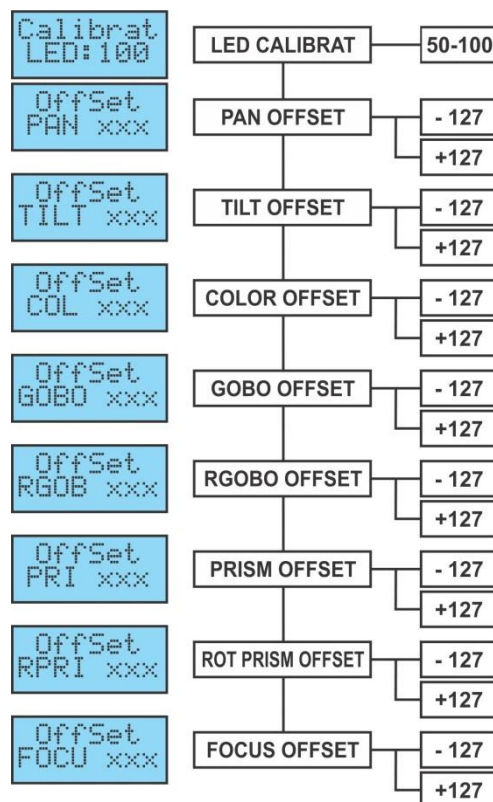 Calibrat
LED:100
LED CALIBRAT
50-100
OffSet
PAN xxx
PAN OFFSET
- 127
+127
OffSet
TILT xxx
TILT OFFSET
- 127
+127
OffSet
COL xxx
COLOR OFFSET
- 127
+127
OffSet
GOBO xxx
GOBO OFFSET
- 127
+127
OffSet
RGOB xxx
RGOBO OFFSET
- 127
+127
OffSet
PRI xxx
PRISM OFFSET
- 127
+127
OffSet
RPRI xxx
ROT PRISM OFFSET
- 127
+127
OffSet
FOCU xxx
FOCUS OFFSET
- 127
+127